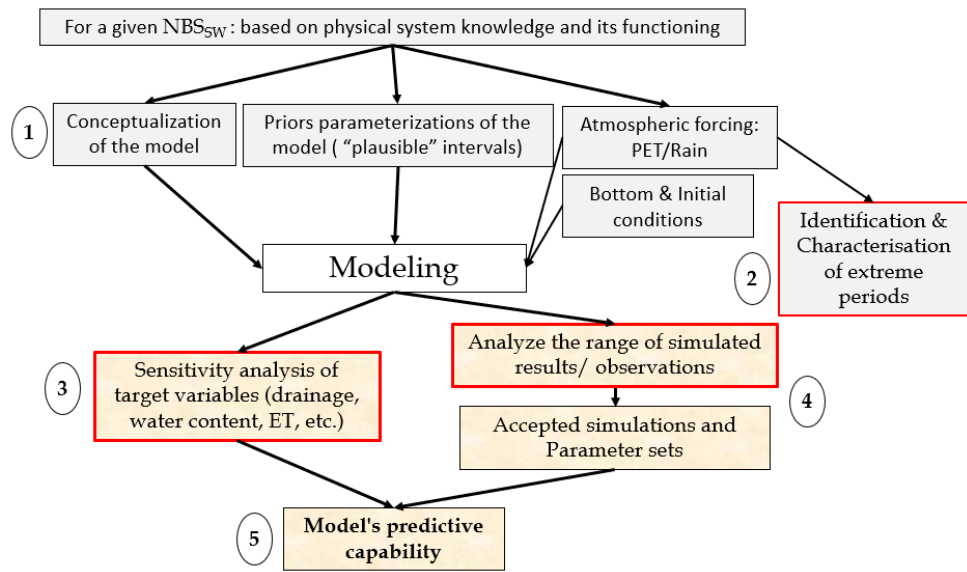 For a given NBS_SW : based on physical system knowledge and its functioning
1
Conceptualization
of the model
Priors parameterizations of the
model ( “plausible” intervals)
Atmospheric forcing:
PET/Rain
Bottom & Initial
conditions
Identification &
Characterisation
of extreme
periods
2
Modeling
3
Sensitivity analysis of
target variables (drainage,
water content, ET, etc.)
Analyze the range of simulated
results/ observations
4
Accepted simulations and
Parameter sets
5
Model's predictive
capability